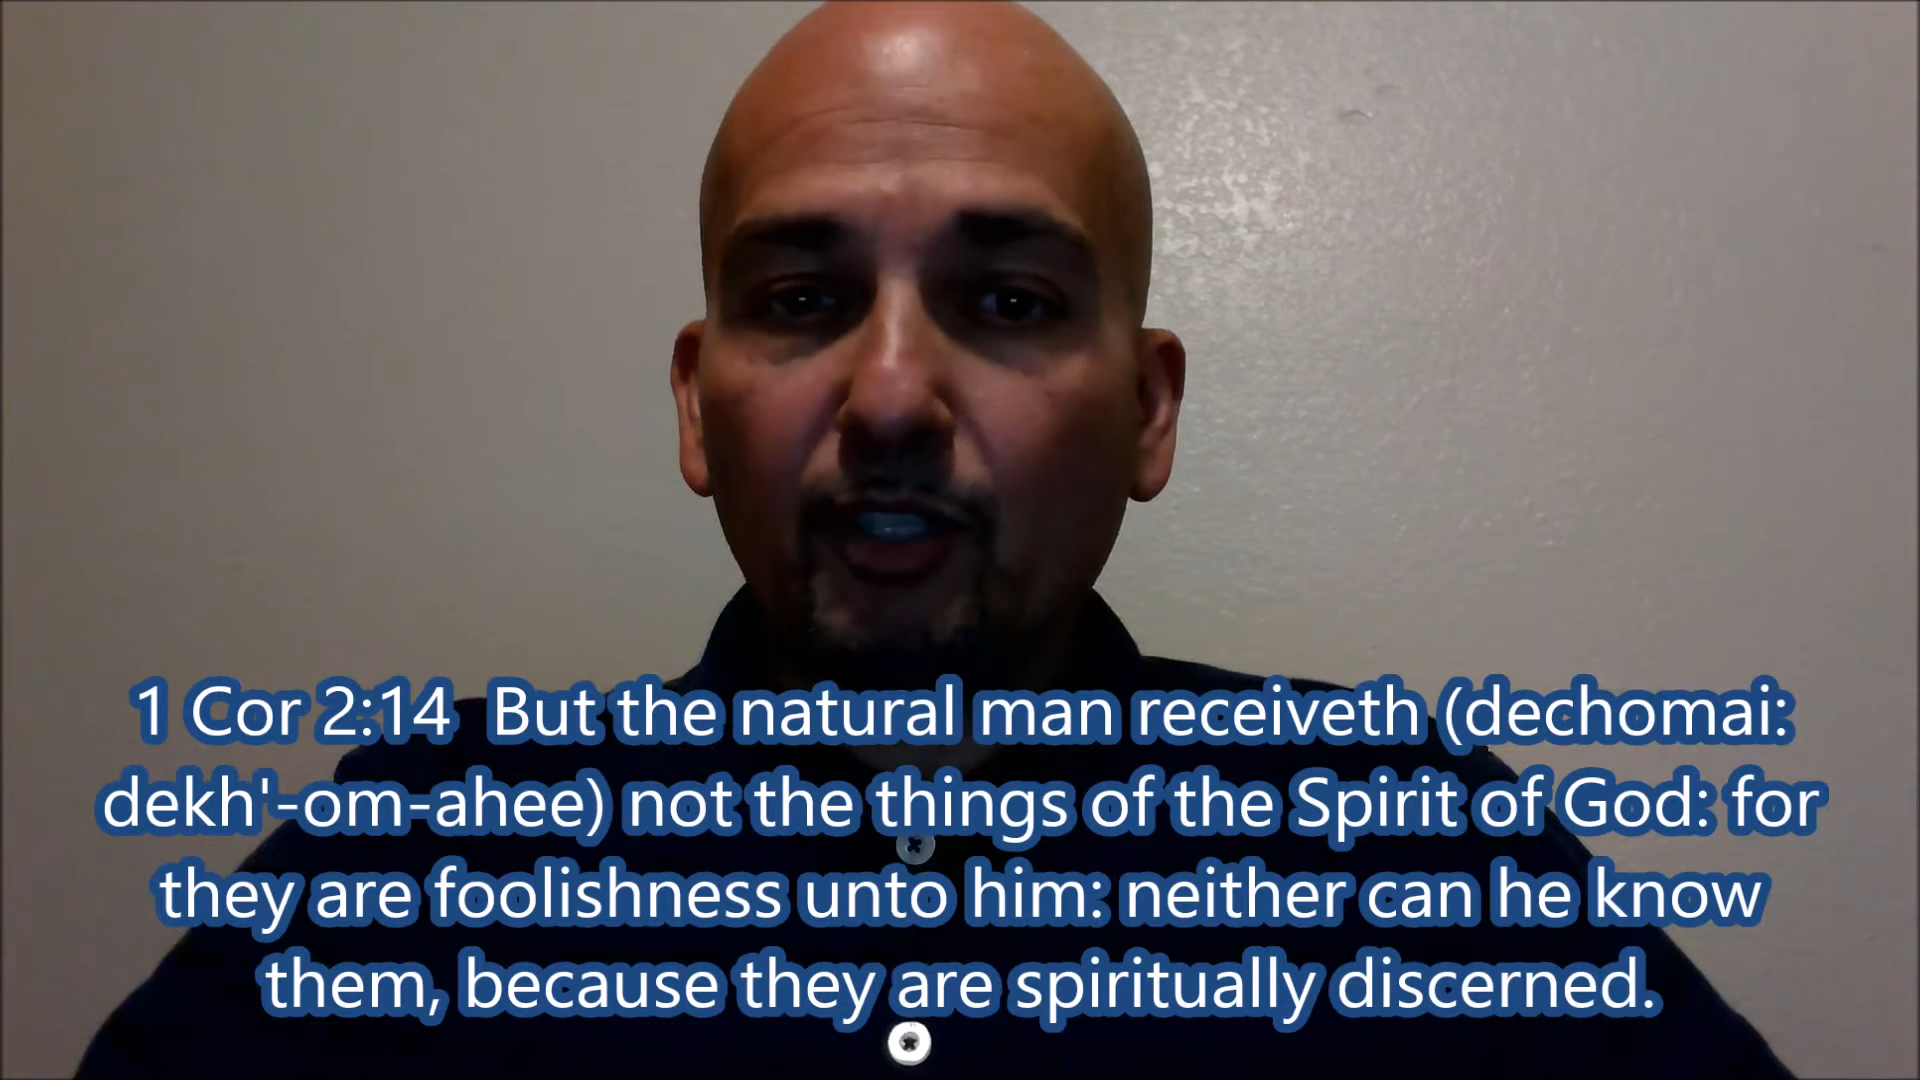 1 Cor 2:14  But the natural man receiveth (dechomai:
dekh'-om-ahee) not the things of the Spirit of God: for
they are foolishness unto him: neither can he know
them, because they are spiritually discerned.